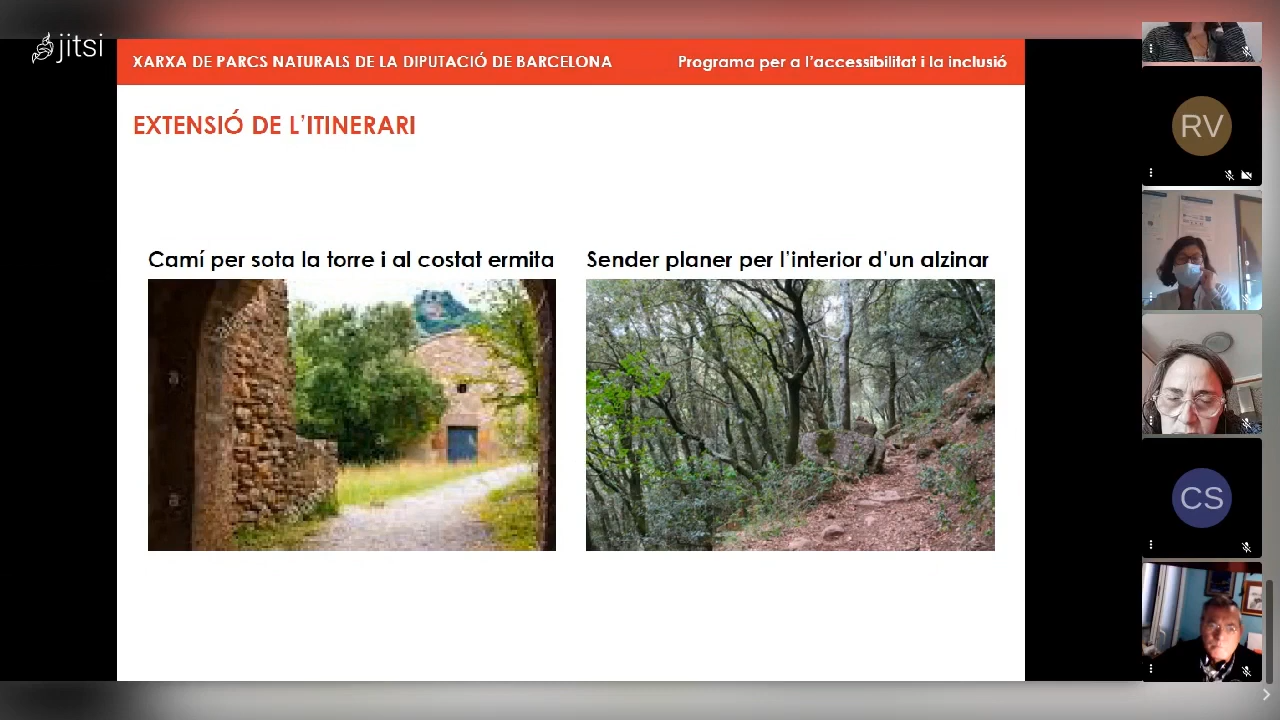 jitsi
XARXA DE PARCS NATURALS DE LA DIPUTACIÓ DE BARCELONA
Programa per a l'accessibilitat i la inclusió
EXTENSIÓ DE L'ITINERARI
Camí per sota la torre i al costat ermita
Sender planer per l'interior d'un alzinar
RV
CS